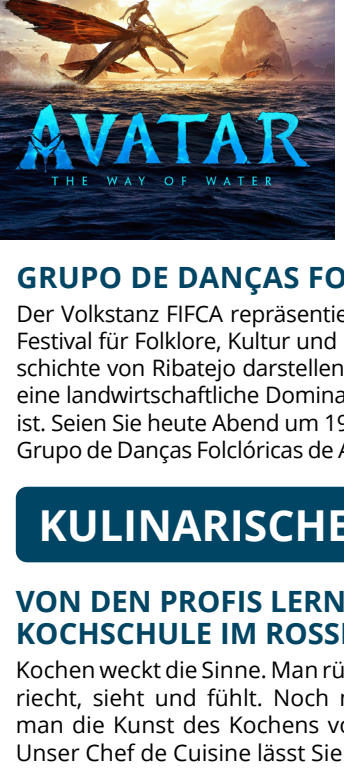 AVATAR
THE WAY OF WATER
GRUPO DE DANÇAS FO
Der Volkstanz FIFCA repräsentie
Festival für Folklore, Kultur und
schichte von Ribatejo darstellen
eine landwirtschaftliche Domina
ist. Seien Sie heute Abend um 19
Grupo de Danças Folclóricas de A
KULINARISCHE
VON DEN PROFIS LERN
KOCHSCHULE IM ROSS
Kochen weckt die Sinne. Man rü
riecht, sieht und fühlt. Noch
man die Kunst des Kochens vo
Unser Chef de Cuisine lässt Sie